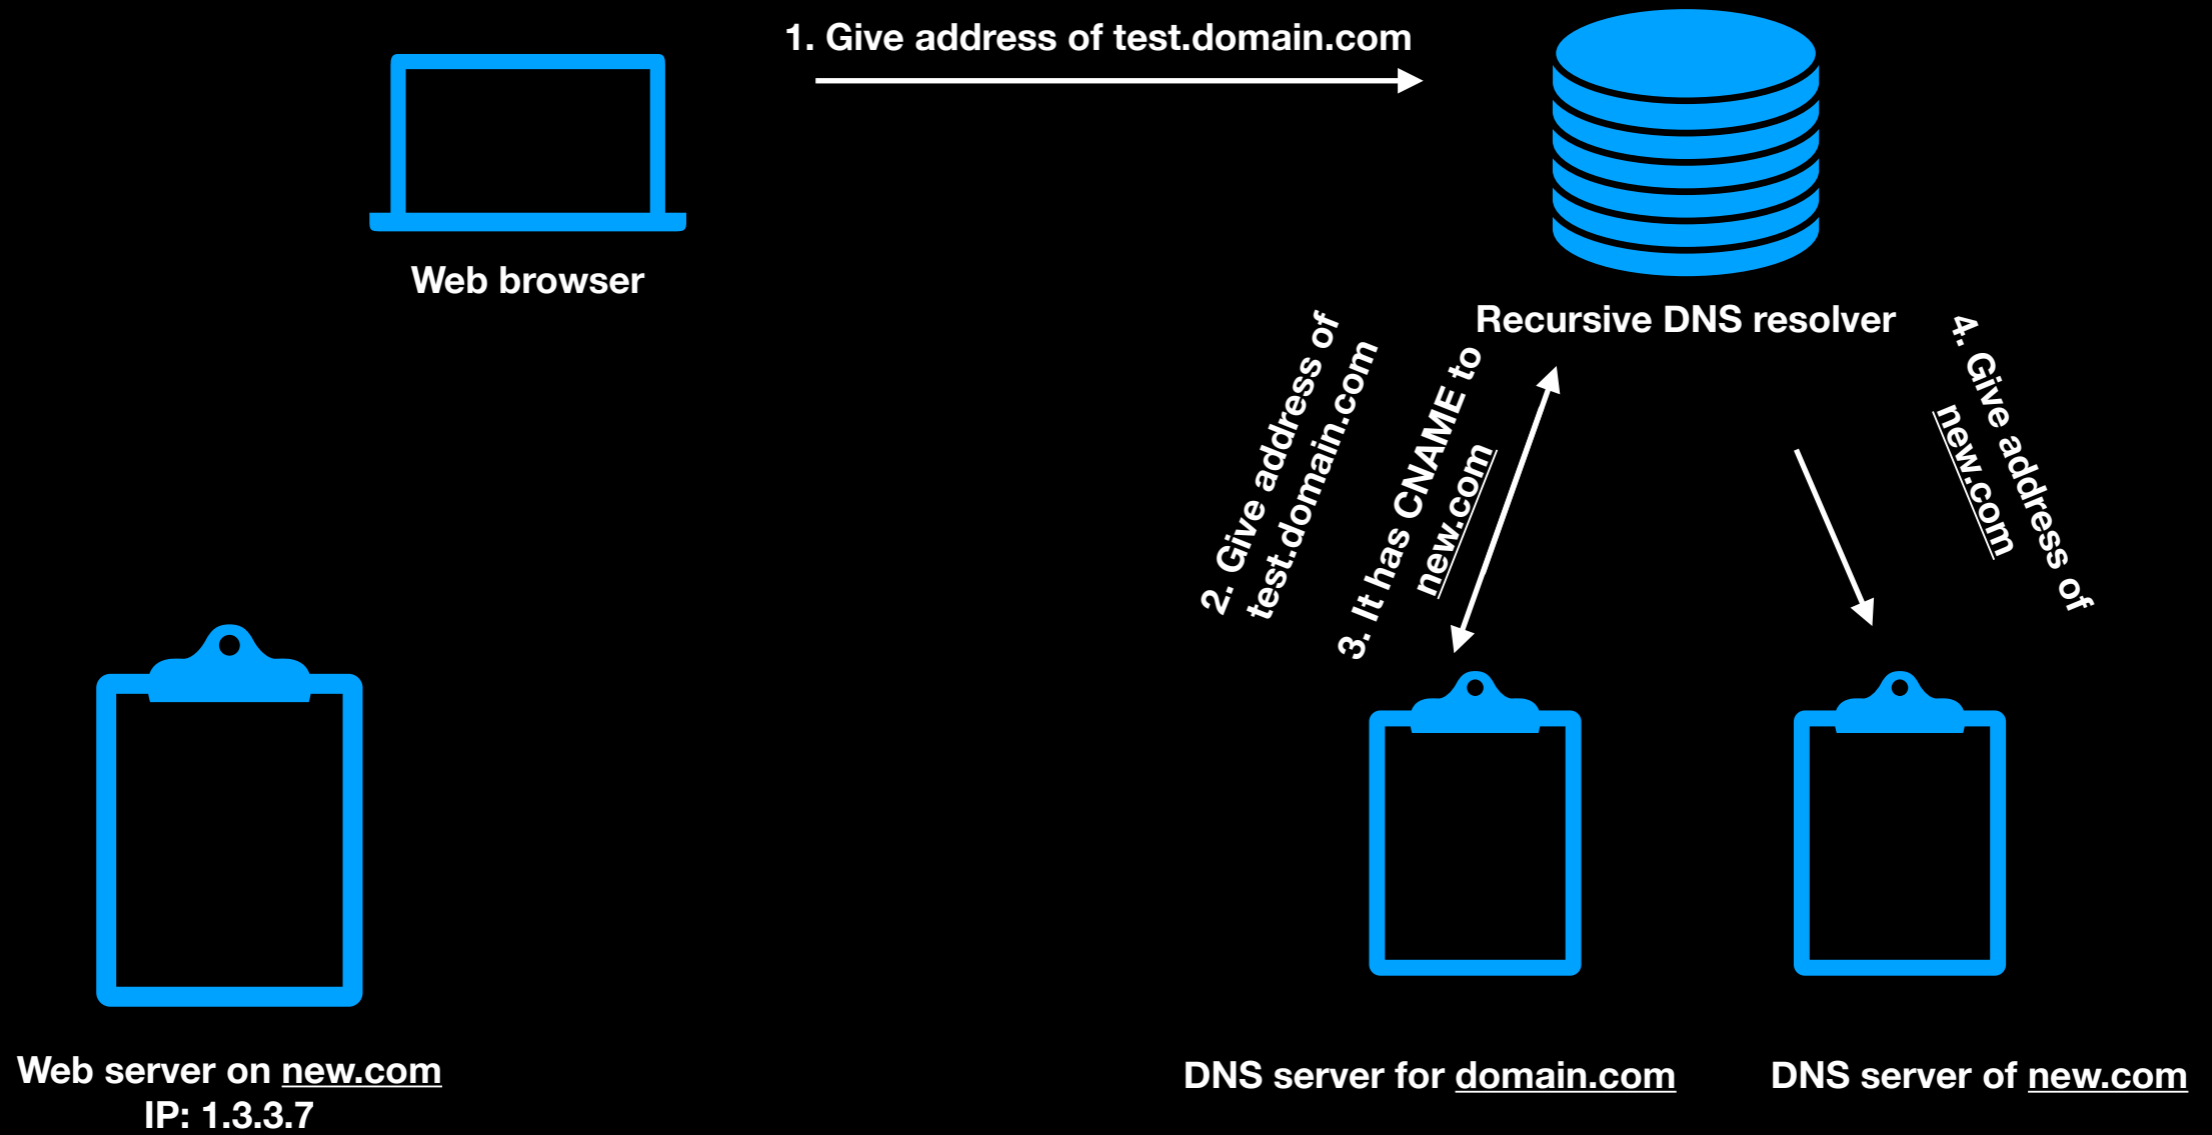 1. Give address of test.domain.com
Web browser
Recursive DNS resolver
2. Give address of
test.domain.com
3. It has CNAME to
new.com
4. Give address of
new.com
Web server on new.com
IP: 1.3.3.7
DNS server for domain.com
DNS server of new.com